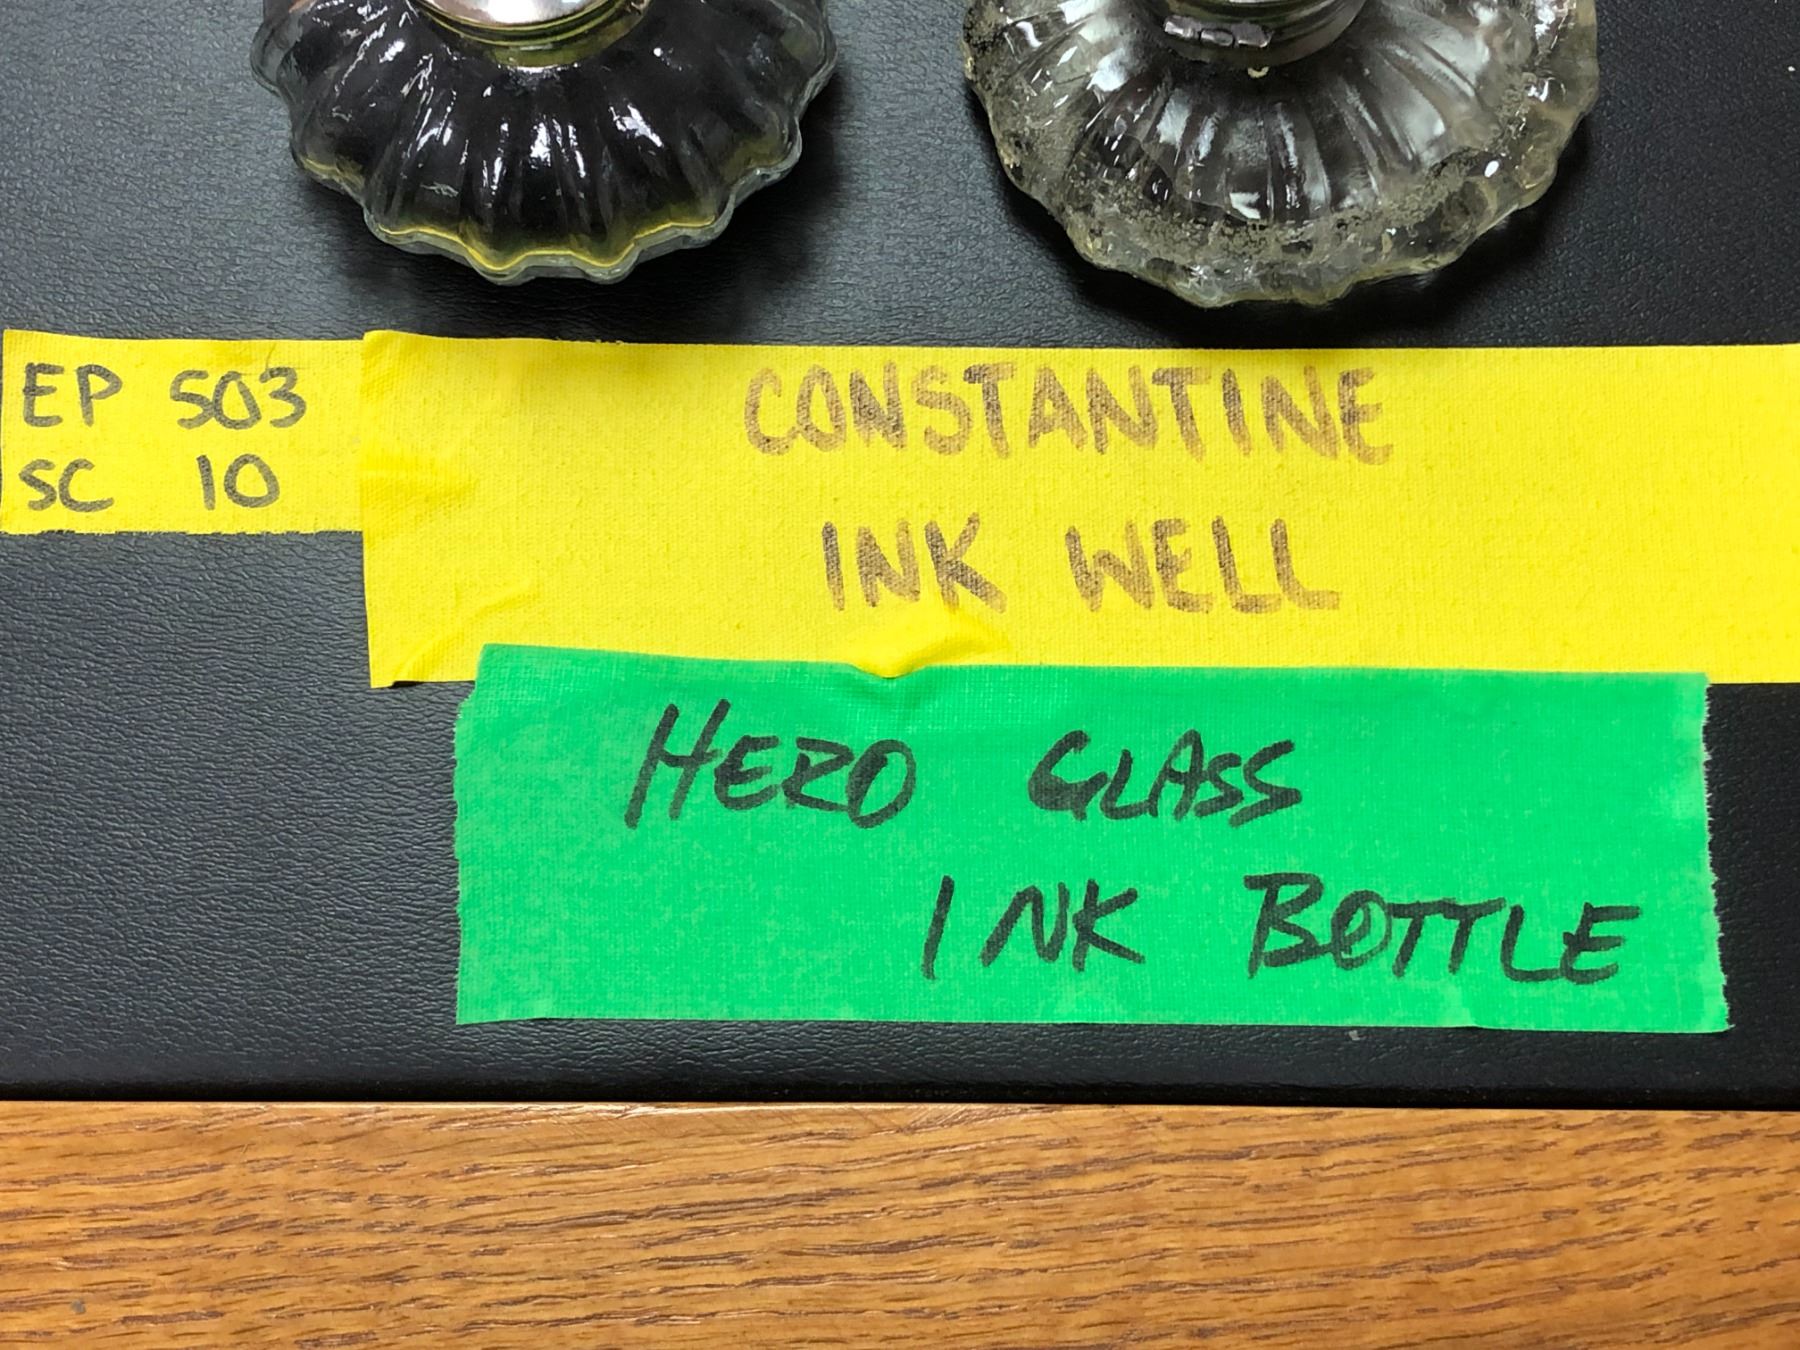 EP 503
SC 10
CONSTANTINE
INK WELL
HERO GLASS
INK BOTTLE